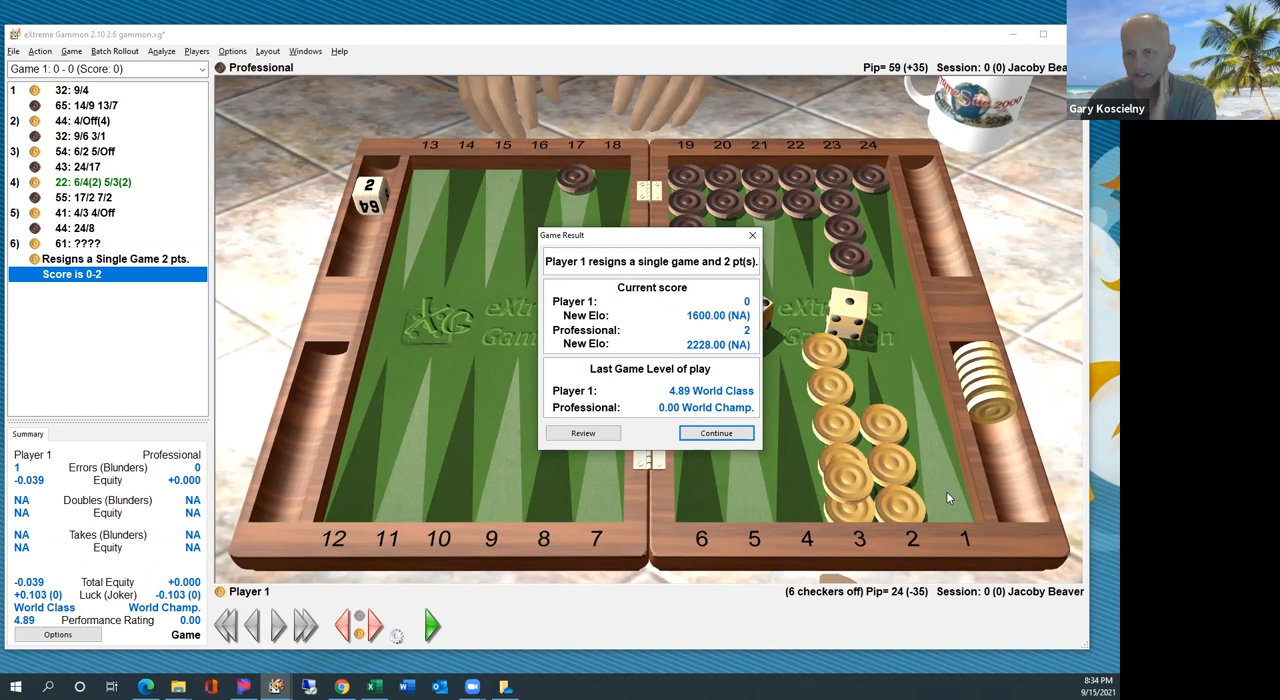 eXtreme Gammon 2.10 2.6 gammon.xg*
File Action Game Batch Rollout Analyze Players Options Layout Windows Help
Game 1: 0 - 0 (Score: 0)
Professional
Pip= 59 (+35) Session: 0 (0) Jacoby Bea
Gary Koscielny
1 32: 9/4
65: 14/9 13/7
2) 44: 4/Off(4)
32: 9/6 3/1
3) 54: 6/2 5/Off
43: 24/17
4) 22: 6/4(2) 5/3(2)
55: 17/2 7/2
5) 41: 4/3 4/Off
44: 24/8
6) 61: ????
Resigns a Single Game 2 pts.
Score is 0-2
13 14 15 16 17 18 19 20 21 22 23 24
2
64
2000
Game Result
Player 1 resigns a single game and 2 pt(s).
Current score
Player 1: 0
New Elo: 1600.00 (NA)
Professional: 2
New Elo: 2228.00 (NA)
Last Game Level of play
Player 1: 4.89 World Class
Professional: 0.00 World Champ.
Review Continue
XG
12 11 10 9 8 7 6 5 4 3 2 1
Summary
Player 1 Professional
1 Errors (Blunders) 0
-0.039 Equity +0.000
NA Doubles (Blunders) NA
NA Equity NA
NA Takes (Blunders) NA
NA Equity NA
-0.039 Total Equity +0.000
+0.103 (0) Luck (Joker) -0.103 (0)
World Class World Champ.
4.89 Performance Rating 0.00
Options Game
Player 1
(6 checkers off) Pip= 24 (-35) Session: 0 (0) Jacoby Beaver
8:34 PM
9/15/2021